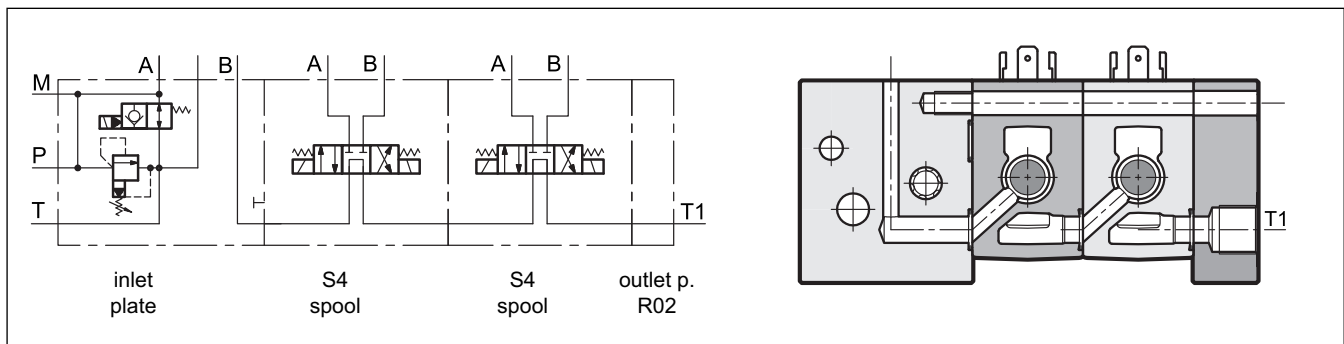 A B A B A B
M
P
T
T
T1
T1
inlet
plate
S4
spool
S4
spool
outlet p.
R02